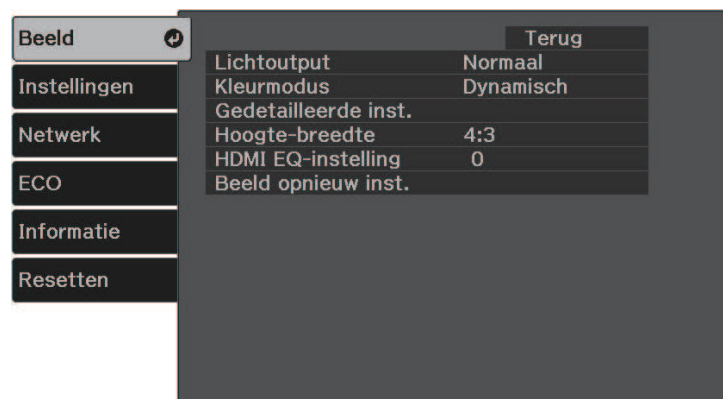 Beeld
Instellingen
Netwerk
ECO
Informatie
Resetten
Terug
Lichtoutput Normaal
Kleurmodus Dynamisch
Gedetailleerde inst.
Hoogte-breedte 4:3
HDMI EQ-instelling 0
Beeld opnieuw inst.